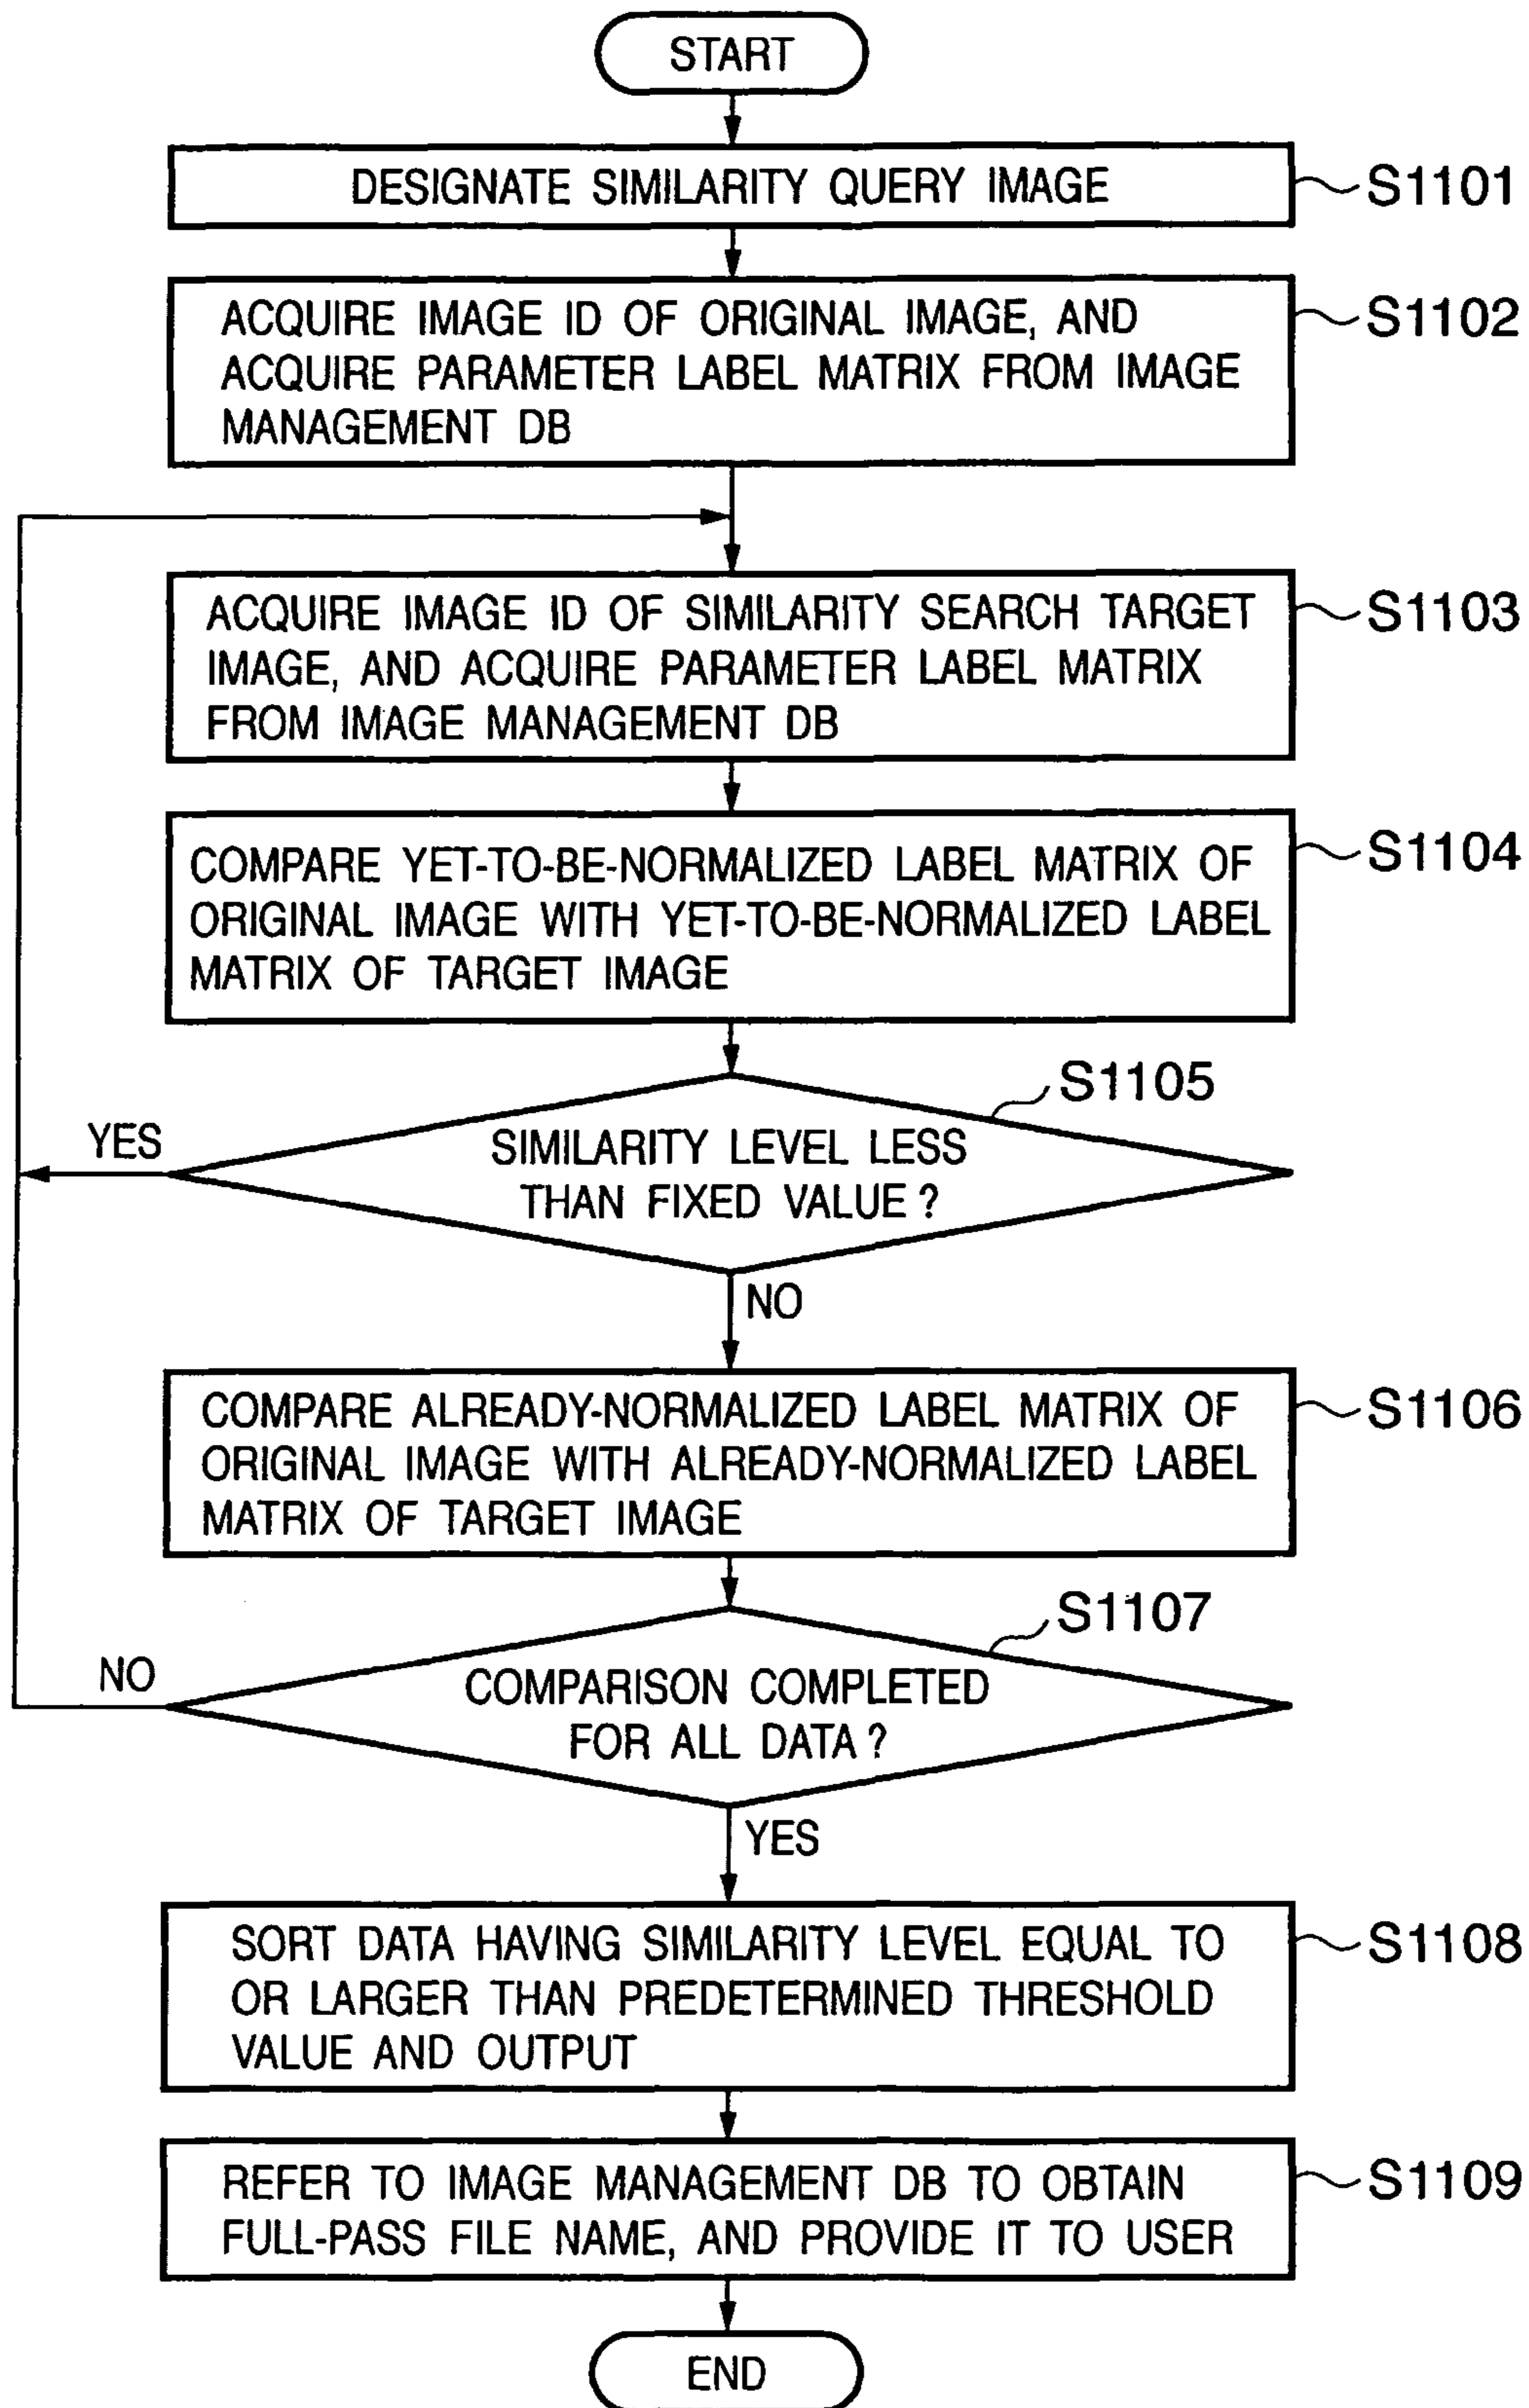 START
DESIGNATE SIMILARITY QUERY IMAGE
S1101
ACQUIRE IMAGE ID OF ORIGINAL IMAGE, AND
ACQUIRE PARAMETER LABEL MATRIX FROM IMAGE
MANAGEMENT DB
S1102
ACQUIRE IMAGE ID OF SIMILARITY SEARCH TARGET
IMAGE, AND ACQUIRE PARAMETER LABEL MATRIX
FROM IMAGE MANAGEMENT DB
S1103
COMPARE YET-TO-BE-NORMALIZED LABEL MATRIX OF
ORIGINAL IMAGE WITH YET-TO-BE-NORMALIZED LABEL
MATRIX OF TARGET IMAGE
S1104
S1105
YES
SIMILARITY LEVEL LESS
THAN FIXED VALUE ?
NO
COMPARE ALREADY-NORMALIZED LABEL MATRIX OF
ORIGINAL IMAGE WITH ALREADY-NORMALIZED LABEL
MATRIX OF TARGET IMAGE
S1106
S1107
NO
COMPARISON COMPLETED
FOR ALL DATA ?
YES
SORT DATA HAVING SIMILARITY LEVEL EQUAL TO
OR LARGER THAN PREDETERMINED THRESHOLD
VALUE AND OUTPUT
S1108
REFER TO IMAGE MANAGEMENT DB TO OBTAIN
FULL-PASS FILE NAME, AND PROVIDE IT TO USER
S1109
END